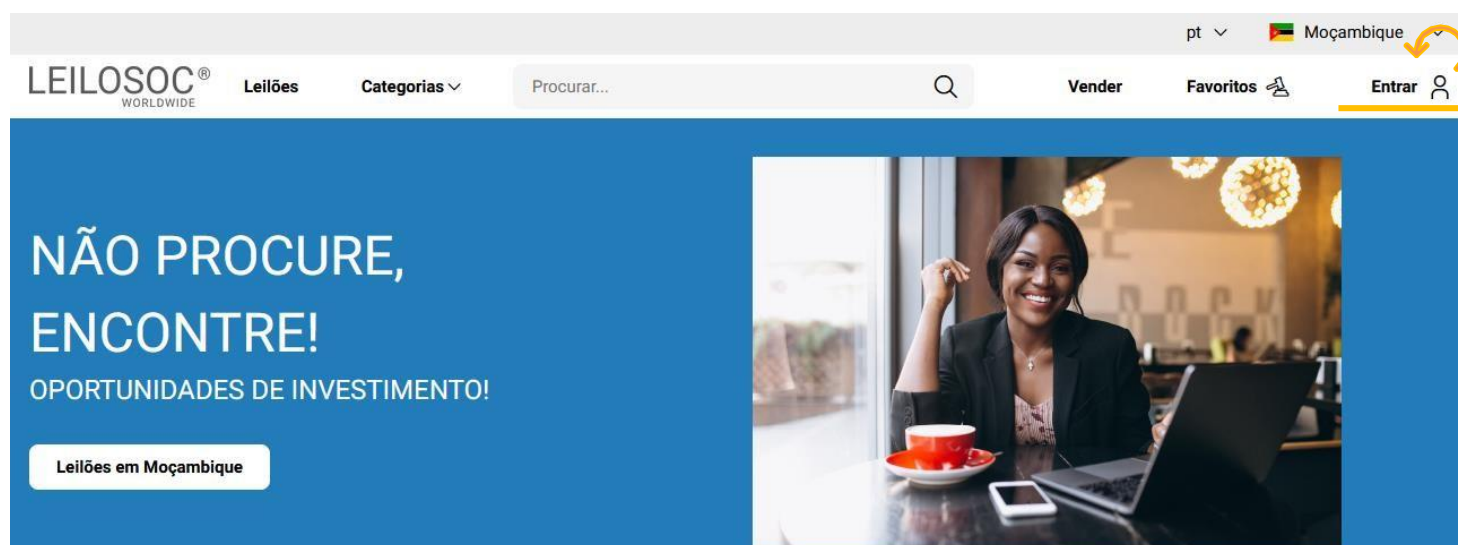 pt Moçambique
LEILOSOC®
WORLDWIDE
Leilões Categorias Procurar... Vender Favoritos Entrar
NÃO PROCURE,
ENCONTRE!
OPORTUNIDADES DE INVESTIMENTO!
Leilões em Moçambique